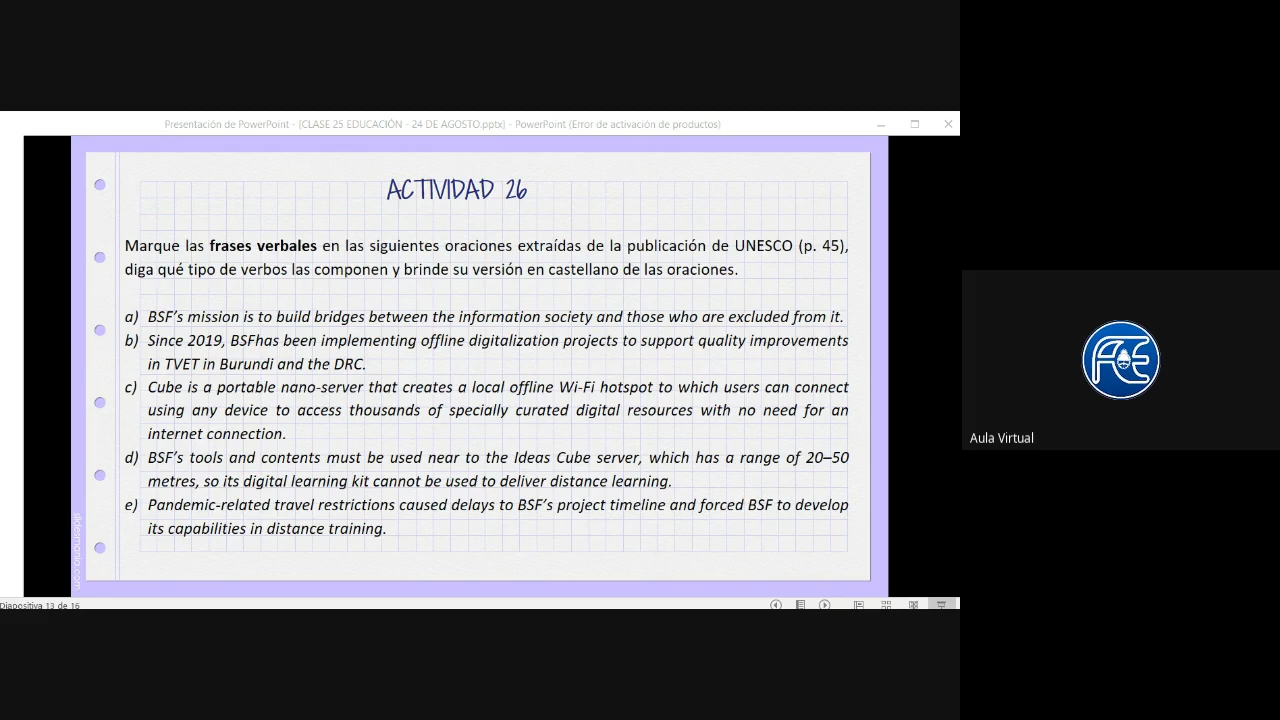 Presentación de PowerPoint - [CLASE 25 EDUCACIÓN - 24 DE AGOSTO.pptx] - PowerPoint (Error de activación de productos)
ACTIVIDAD 26
Marque las frases verbales en las siguientes oraciones extraídas de la publicación de UNESCO (p. 45),
diga qué tipo de verbos las componen y brinde su versión en castellano de las oraciones.
a) BSF's mission is to build bridges between the information society and those who are excluded from it.
b) Since 2019, BSFhas been implementing offline digitalization projects to support quality improvements
in TVET in Burundi and the DRC.
c) Cube is a portable nano-server that creates a local offline Wi-Fi hotspot to which users can connect
using any device to access thousands of specially curated digital resources with no need for an
internet connection.
d) BSF's tools and contents must be used near to the Ideas Cube server, which has a range of 20–50
metres, so its digital learning kit cannot be used to deliver distance learning.
e) Pandemic-related travel restrictions caused delays to BSF's project timeline and forced BSF to develop
its capabilities in distance training.
slidesmania.com
Diapositiva 13 de 16
FCE
Aula Virtual